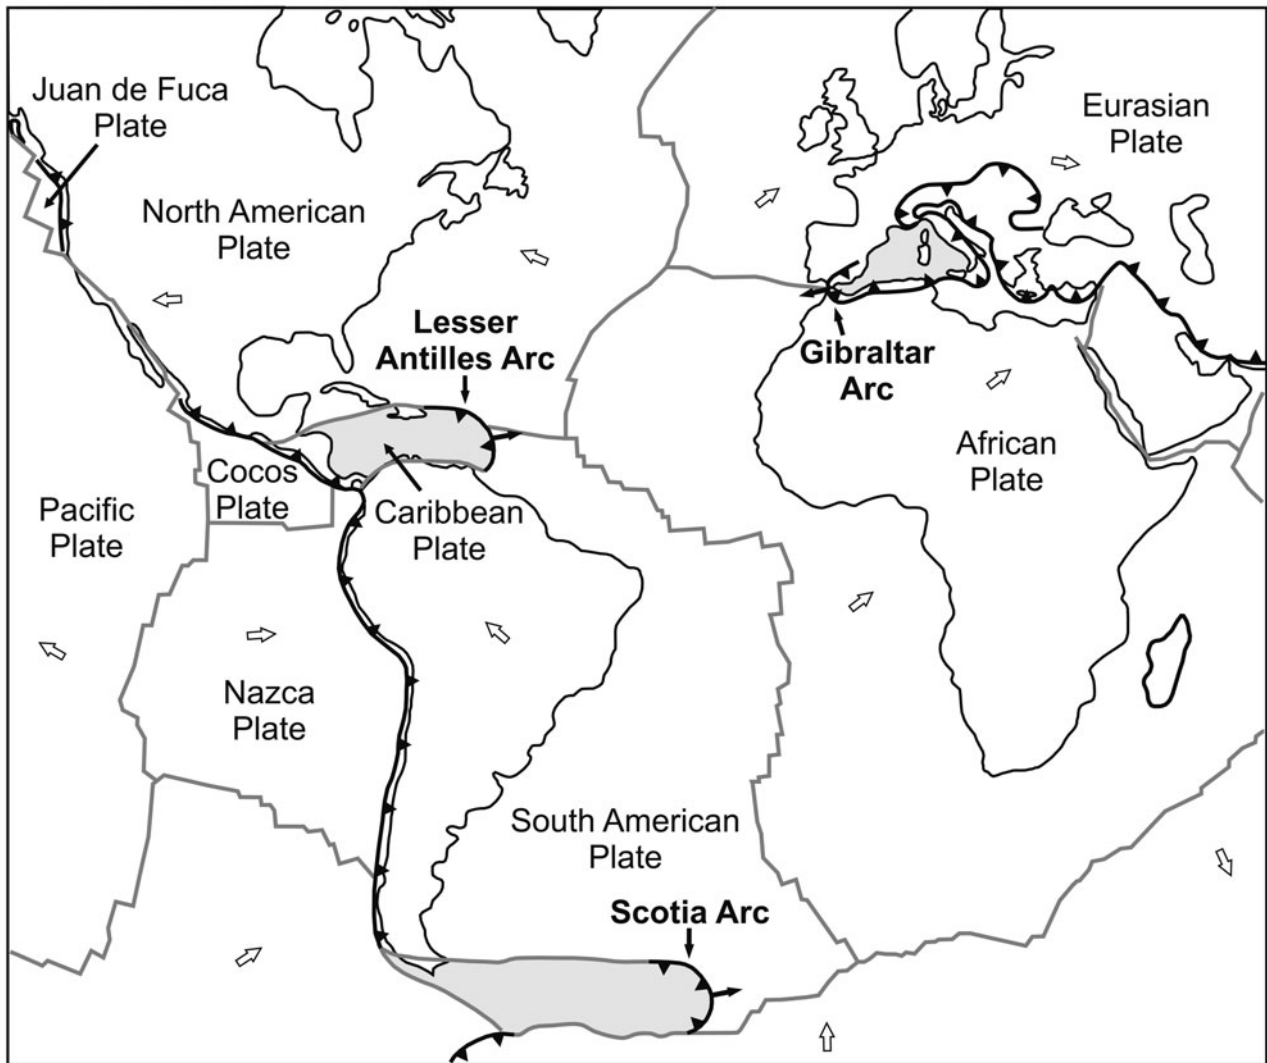 Juan de Fuca
Plate
Eurasian
Plate
North American
Plate
Lesser
Antilles Arc
Gibraltar
Arc
African
Plate
Cocos
Plate
Caribbean
Plate
Pacific
Plate
Nazca
Plate
South American
Plate
Scotia Arc